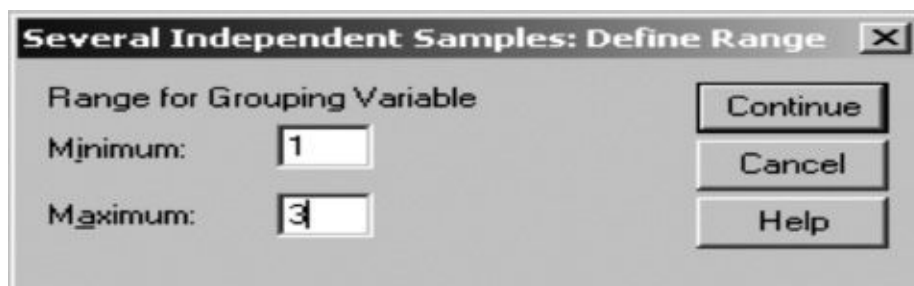 Several Independent Samples: Define Range
Range for Grouping Variable
Minimum: 1
Maximum: 3
Continue
Cancel
Help